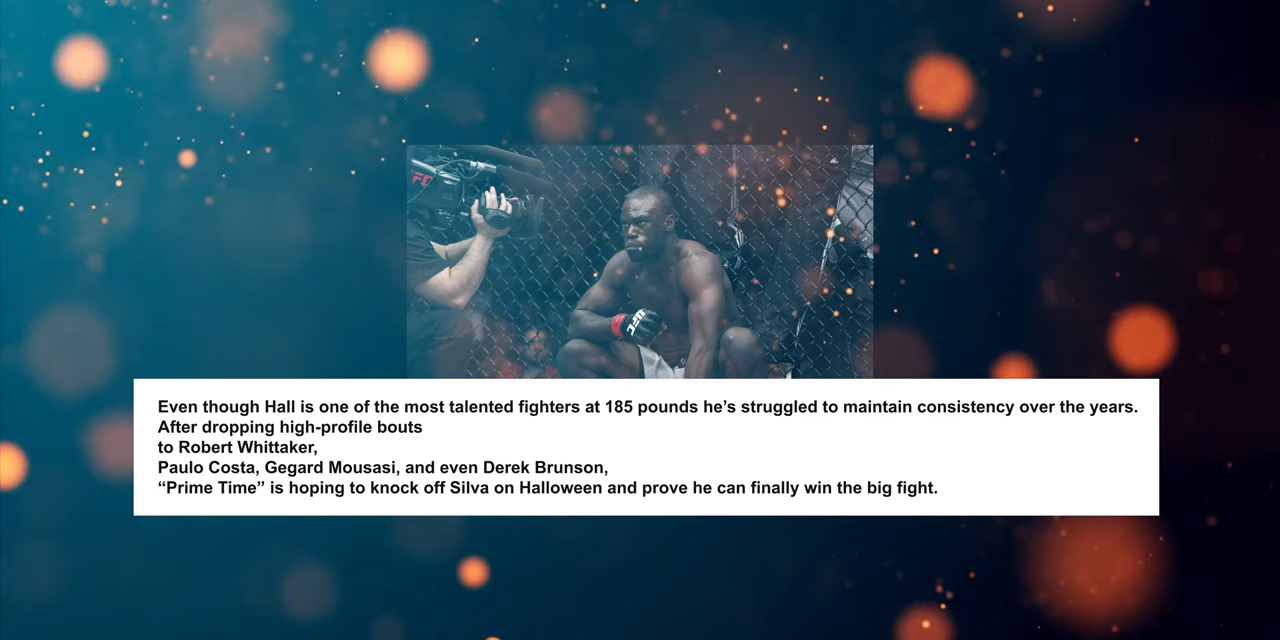 UFC
UFC
Even though Hall is one of the most talented fighters at 185 pounds he’s struggled to maintain consistency over the years.
After dropping high-profile bouts
to Robert Whittaker,
Paulo Costa, Gegard Mousasi, and even Derek Brunson,
“Prime Time” is hoping to knock off Silva on Halloween and prove he can finally win the big fight.